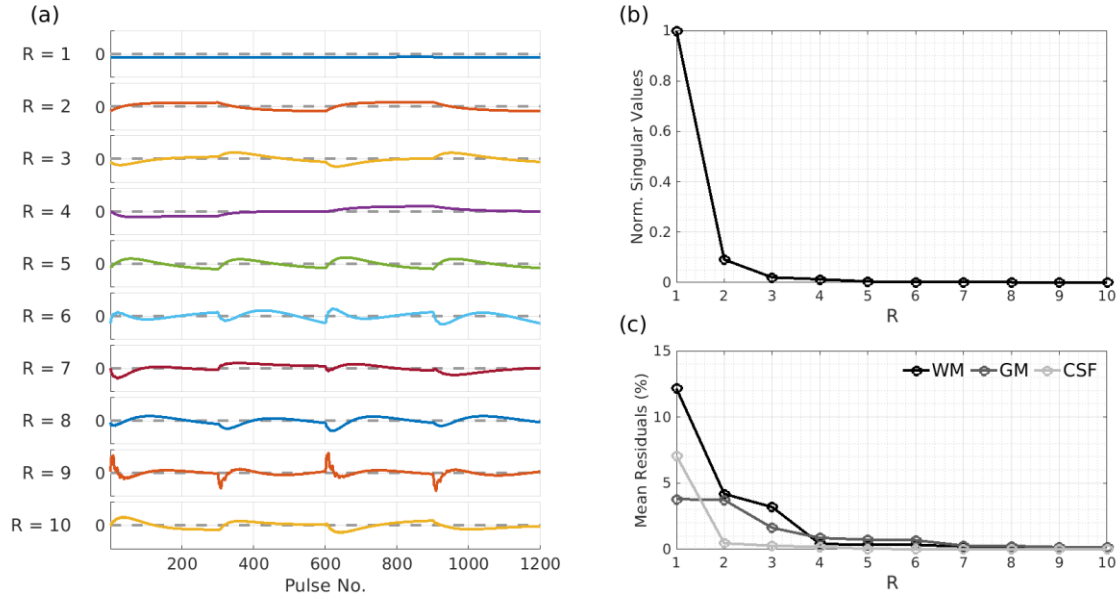 (a)
R = 1
0
R = 2
0
R = 3
0
R = 4
0
R = 5
0
R = 6
0
R = 7
0
R = 8
0
R = 9
0
R = 10
0
200 400 600 800 1000 1200
Pulse No.
(b)
Norm. Singular Values
1
0.8
0.6
0.4
0.2
0
1 2 3 4 5 6 7 8 9 10
R
(c)
Mean Residuals (%)
15
10
5
0
WM GM CSF
1 2 3 4 5 6 7 8 9 10
R